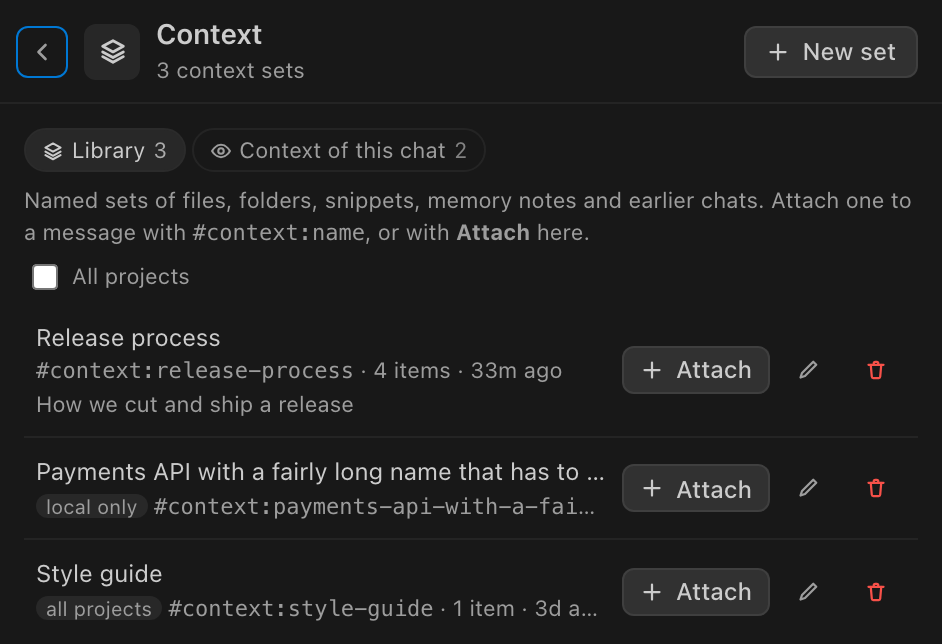 Context
3 context sets
+ New set
Library 3
Context of this chat 2
Named sets of files, folders, snippets, memory notes and earlier chats. Attach one to
a message with #context:name, or with Attach here.
All projects
Release process
#context:release-process · 4 items · 33m ago
How we cut and ship a release
+ Attach
Payments API with a fairly long name that has to ...
local only #context:payments-api-with-a-fai...
+ Attach
Style guide
all projects #context:style-guide · 1 item · 3d a...
+ Attach